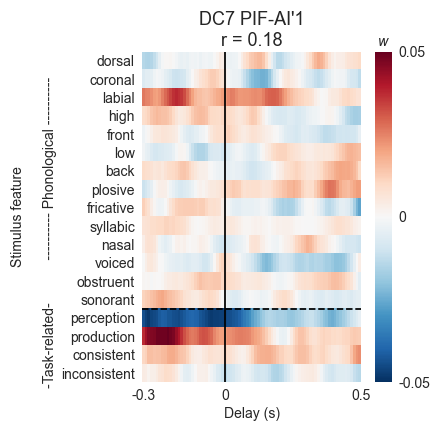 DC7 PIF-AI'1
r = 0.18
w
dorsal
coronal
labial
high
front
low
back
plosive
fricative
syllabic
nasal
voiced
obstruent
sonorant
perception
production
consistent
inconsistent
Stimulus feature
---------- Phonological ----------
-Task-related-
-0.3
0
0.5
Delay (s)
0.05
0
-0.05